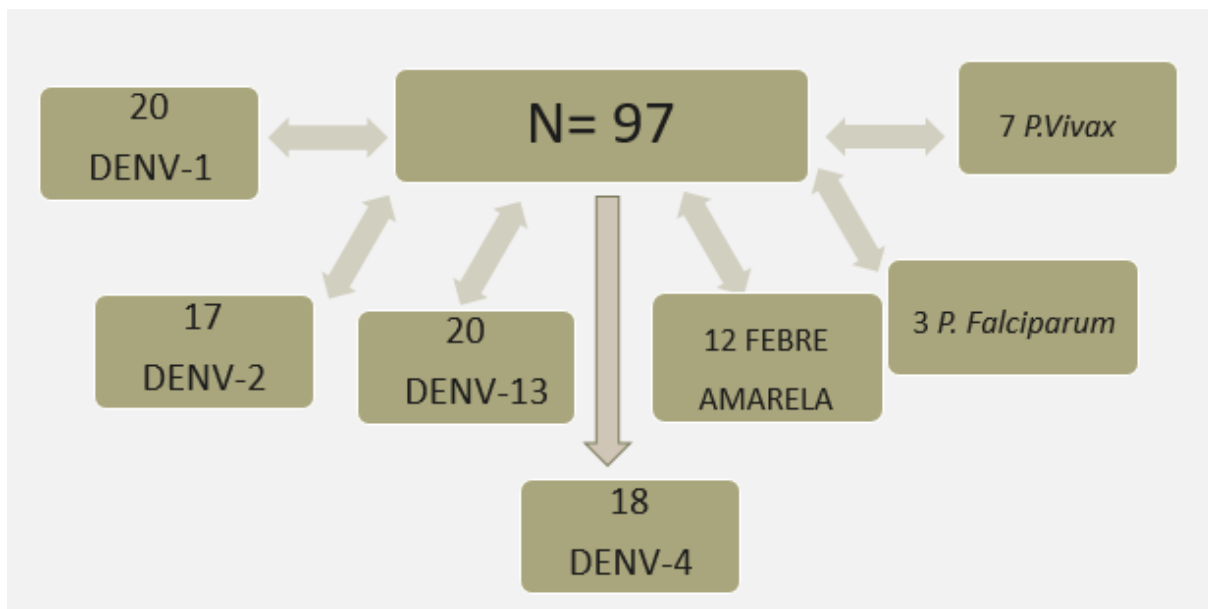 N= 97
20
DENV-1
7 P.Vivax
17
DENV-2
20
DENV-13
12 FEBRE
AMARELA
3 P. Falciparum
18
DENV-4